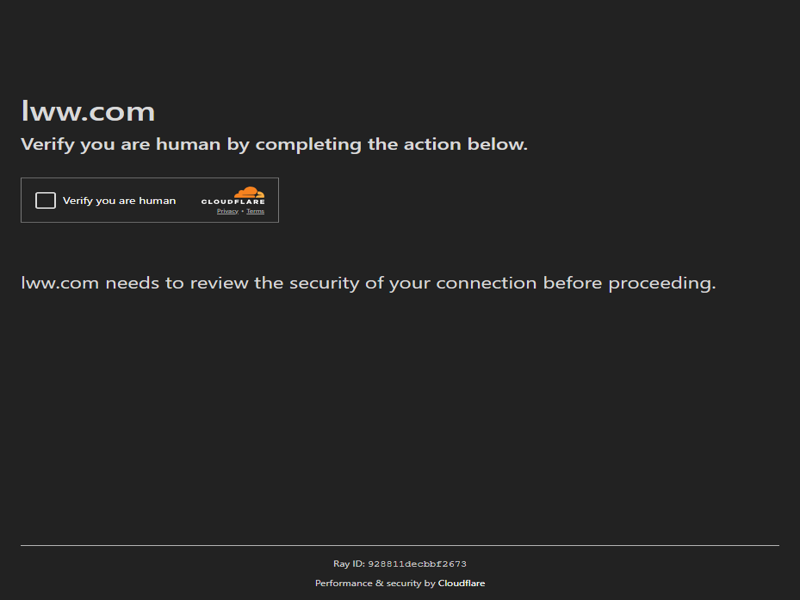 lww.com
Verify you are human by completing the action below.
Verify you are human
CLOUDFLARE
Privacy • Terms
lww.com needs to review the security of your connection before proceeding.
Ray ID: 928811decbbf2673
Performance & security by Cloudflare